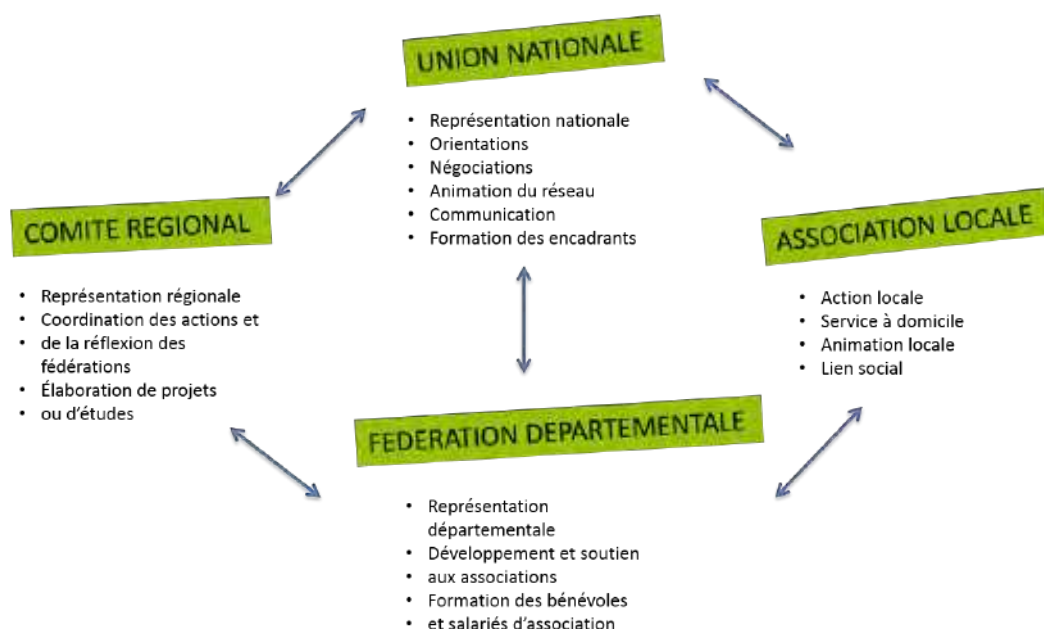 UNION NATIONALE
• Représentation nationale
• Orientations
• Négociations
• Animation du réseau
• Communication
• Formation des encadrants
COMITE REGIONAL
• Représentation régionale
• Coordination des actions et
• de la réflexion des
fédérations
• Élaboration de projets
• ou d'études
ASSOCIATION LOCALE
• Action locale
• Service à domicile
• Animation locale
• Lien social
FEDERATION DEPARTEMENTALE
• Représentation
départementale
• Développement et soutien
• aux associations
• Formation des bénévoles
• et salariés d'association